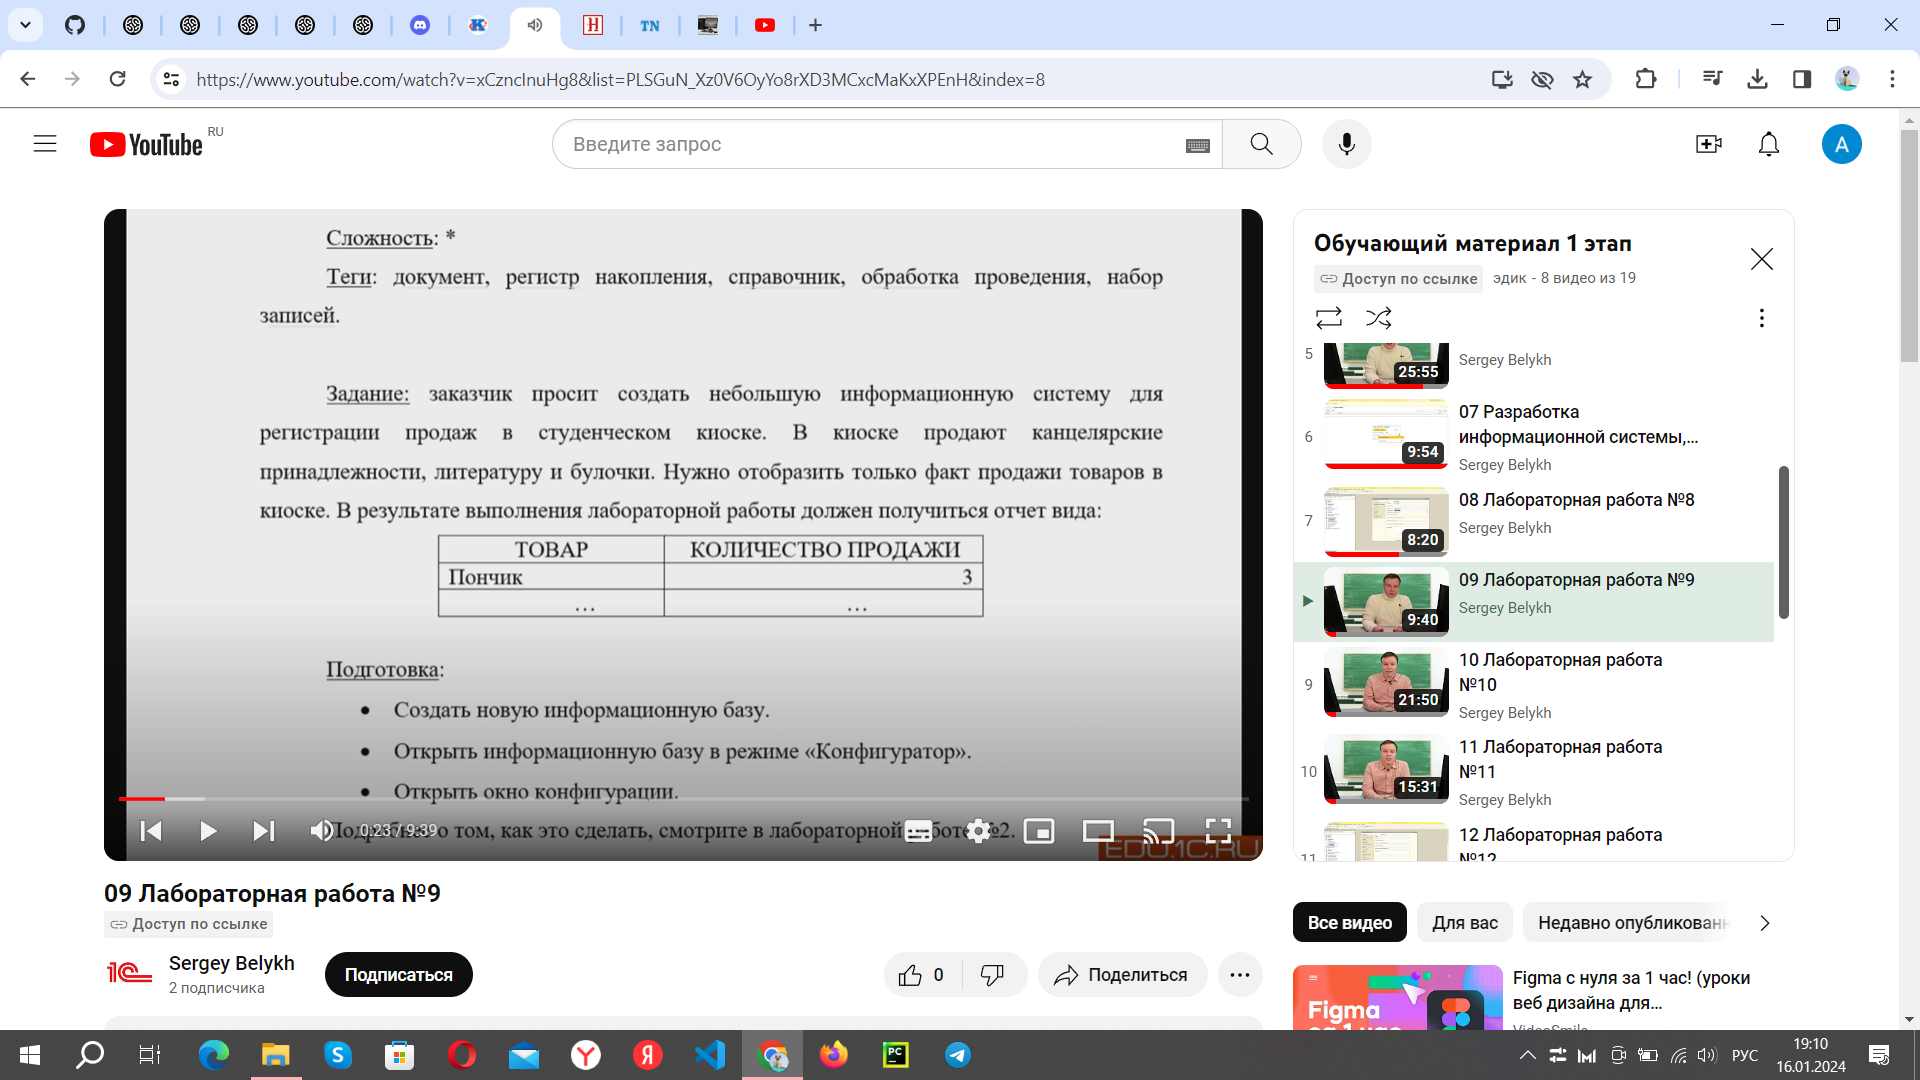 https://www.youtube.com/watch?v=xCzncInuHg8&list=PLSGuN_Xz0V6OyYo8rXD3MCxcMaKxXPEnH&index=8
YouTube RU
Введите запрос
A
Сложность: *
Теги: документ, регистр накопления, справочник, обработка проведения, набор
записей.
Задание: заказчик просит создать небольшую информационную систему для
регистрации продаж в студенческом киоске. В киоске продают канцелярские
принадлежности, литературу и булочки. Нужно отобразить только факт продажи товаров в
киоске. В результате выполнения лабораторной работы должен получиться отчет вида:
ТОВАР КОЛИЧЕСТВО ПРОДАЖИ
Пончик 3
... ...
Подготовка:
• Создать новую информационную базу.
• Открыть информационную базу в режиме «Конфигуратор».
• Открыть окно конфигурации.
Подробнее о том, как это сделать, смотрите в лабораторной работе №2.
0:23 / 9:39
EDU.1C.RU
09 Лабораторная работа №9
Доступ по ссылке
Sergey Belykh
2 подписчика
Подписаться
0
Поделиться
Обучающий материал 1 этап
Доступ по ссылке эдик - 8 видео из 19
5
25:55
Sergey Belykh
6
9:54
07 Разработка
информационной системы,...
Sergey Belykh
7
8:20
08 Лабораторная работа №8
Sergey Belykh
9:40
09 Лабораторная работа №9
Sergey Belykh
9
21:50
10 Лабораторная работа
№10
Sergey Belykh
10
15:31
11 Лабораторная работа
№11
Sergey Belykh
11
12 Лабораторная работа
№12
Все видео
Для вас
Недавно опубликованн
Figma
за 1 час!
Figma с нуля за 1 час! (уроки
веб дизайна для...
VideoSmile
РУС
19:10
16.01.2024